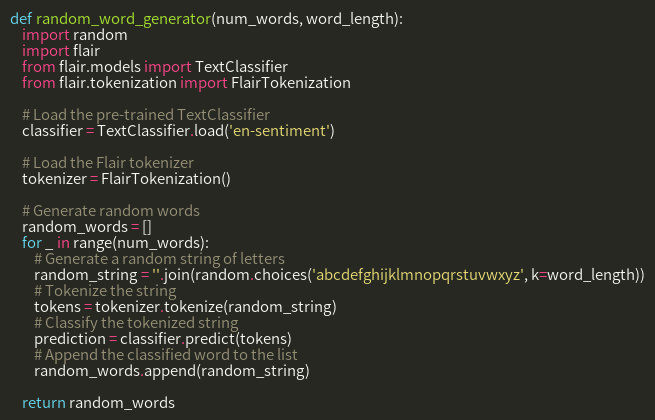 def random_word_generator(num_words, word_length):
    import random
    import flair
    from flair.models import TextClassifier
    from flair.tokenization import FlairTokenization

    # Load the pre-trained TextClassifier
    classifier = TextClassifier.load('en-sentiment')

    # Load the Flair tokenizer
    tokenizer = FlairTokenization()

    # Generate random words
    random_words = []
    for _ in range(num_words):
        # Generate a random string of letters
        random_string = ''.join(random.choices('abcdefghijklmnopqrstuvwxyz', k=word_length))
        # Tokenize the string
        tokens = tokenizer.tokenize(random_string)
        # Classify the tokenized string
        prediction = classifier.predict(tokens)
        # Append the classified word to the list
        random_words.append(random_string)

    return random_words